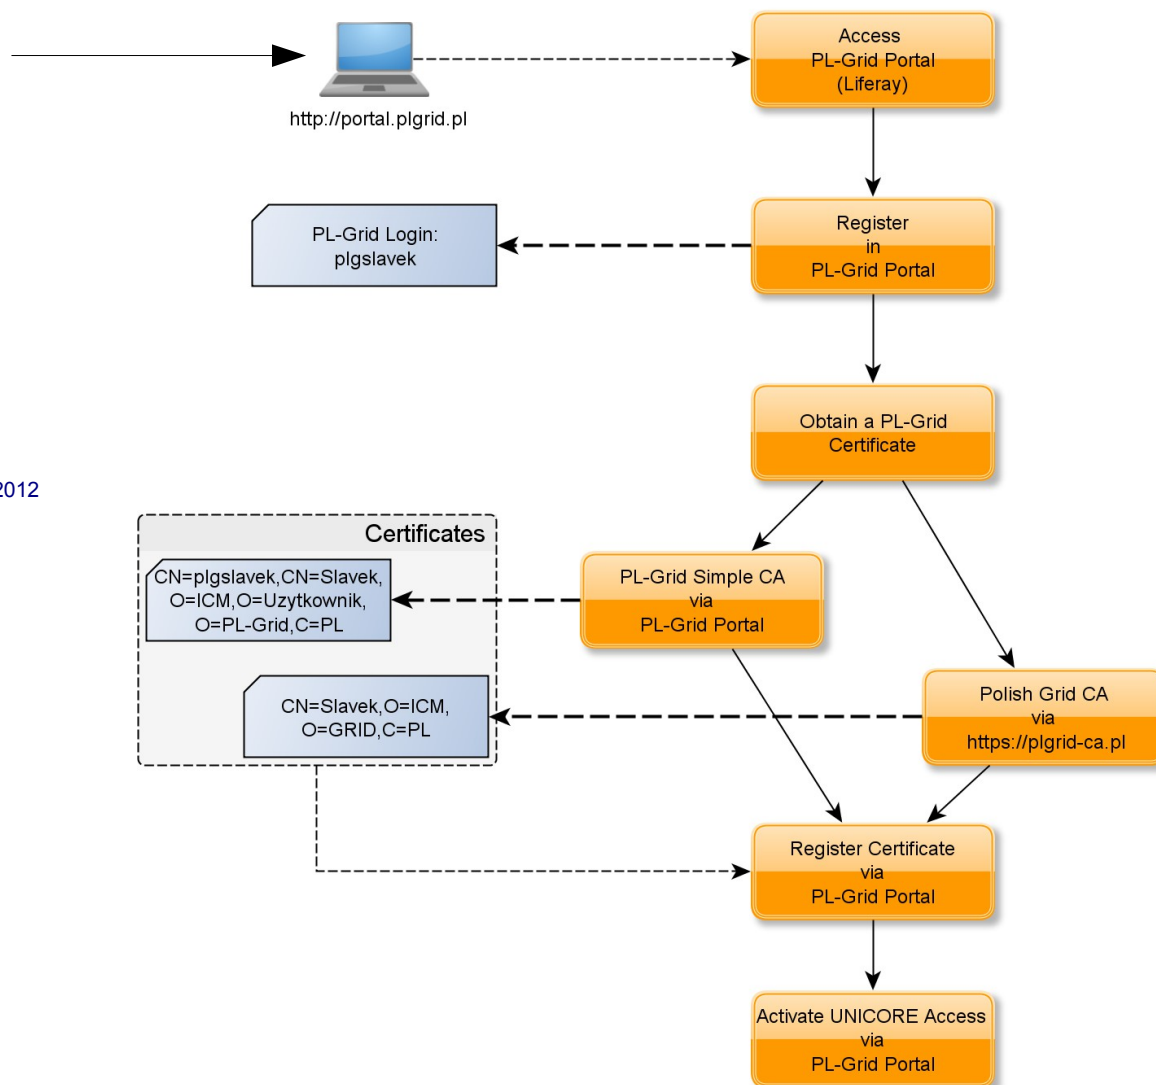 Access
PL-Grid Portal
(Liferay)
http://portal.plgrid.pl
PL-Grid Login:
plgslavek
Register
in
PL-Grid Portal
Obtain a PL-Grid
Certificate
2012
Certificates
CN=plgslavek,CN=Slavek,
O=ICM,O=Uzytkownik,
O=PL-Grid,C=PL
PL-Grid Simple CA
via
PL-Grid Portal
CN=Slavek,O=ICM,
O=GRID,C=PL
Polish Grid CA
via
https://plgrid-ca.pl
Register Certificate
via
PL-Grid Portal
Activate UNICORE Access
via
PL-Grid Portal